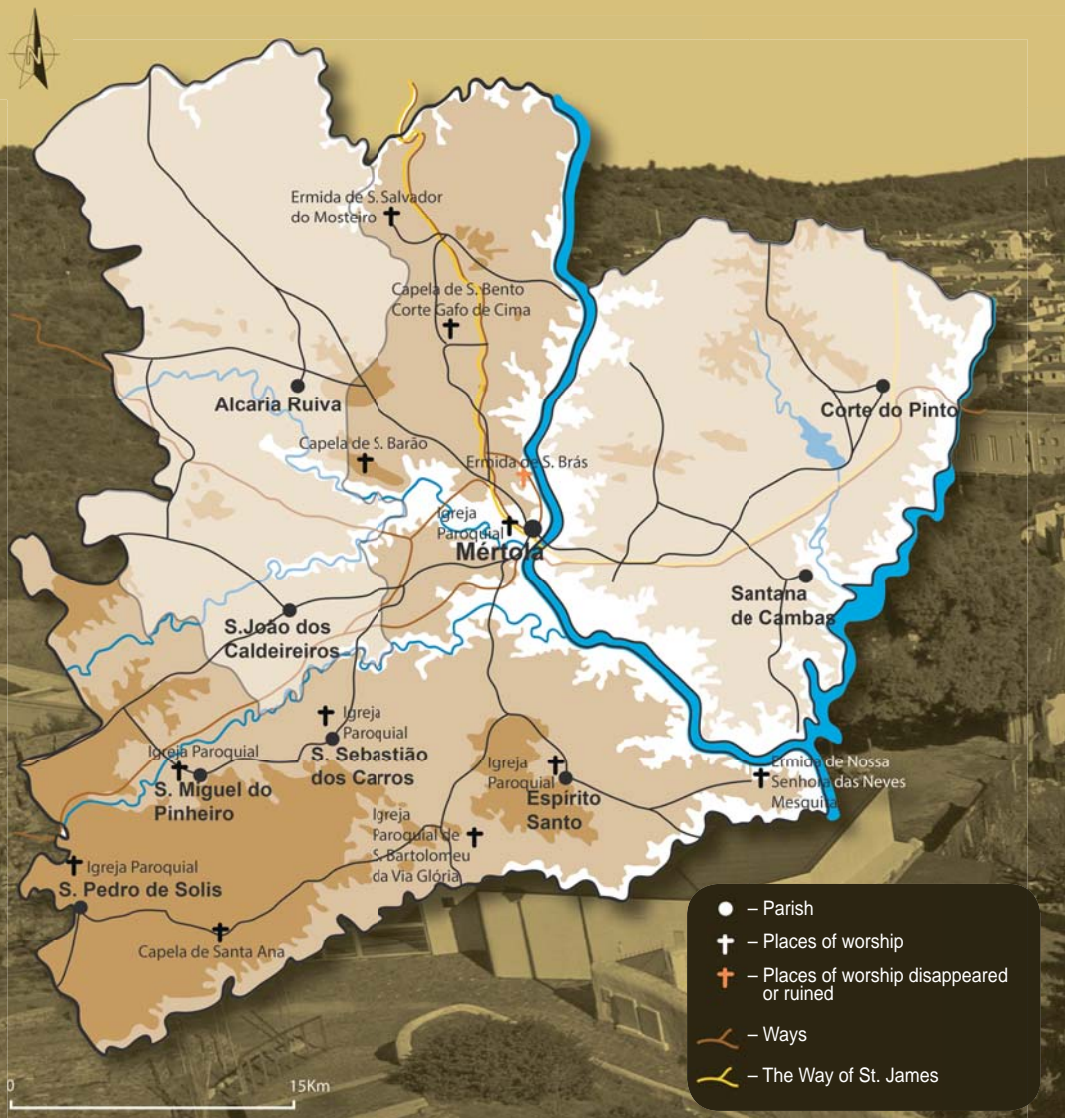 N
Ermida de S. Salvador
do Mosteiro
Capela de S. Bento
Corte Gafo de Cima
Alcaria Ruiva
Corte do Pinto
Capela de S. Barão
Ermida de S. Brás
Igreja
Paroquial
Mértola
Santana
de Cambas
S.João dos
Caldeireiros
Igreja
Paroquial
S. Sebastião
dos Carros
Igreja Paroquial
S. Miguel do
Pinheiro
Igreja
Paroquial
Espírito
Santo
Ermida de Nossa
Senhora das Neves
Mesquita
Igreja
Paroquial de
S. Bartolomeu
da Via Glória
Igreja Paroquial
S. Pedro de Solis
Capela de Santa Ana
– Parish
– Places of worship
– Places of worship disappeared
or ruined
– Ways
– The Way of St. James
0
15Km